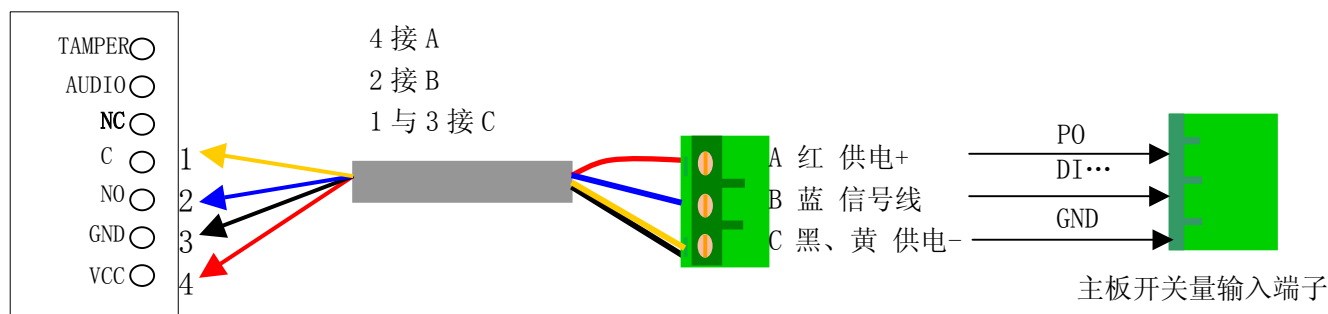 TAMPER
AUDIO
NC
C
NO
GND
VCC
1
2
3
4
4 接 A
2 接 B
1 与 3 接 C
A 红 供电+
B 蓝 信号线
C 黑、黄 供电-
PO
DI…
GND
主板开关量输入端子